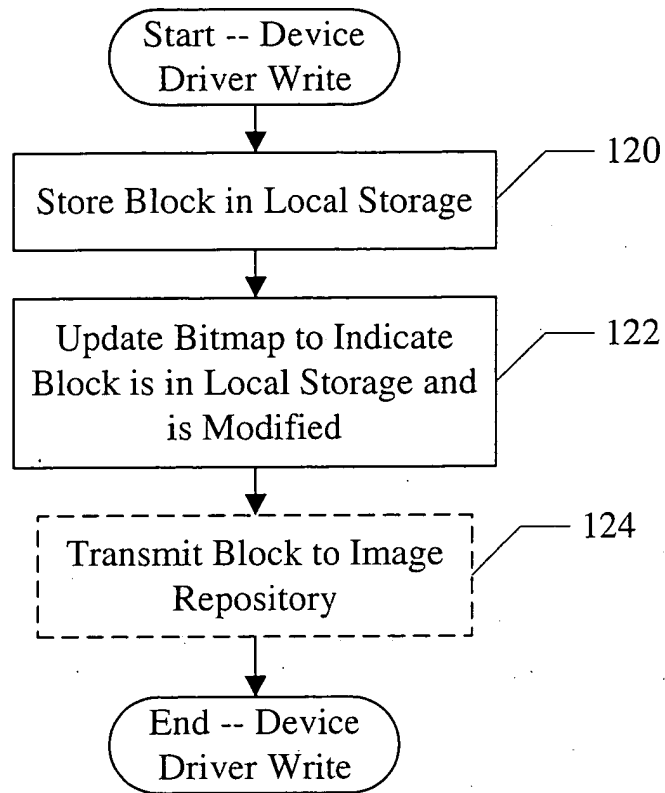 Start -- Device
Driver Write
120
Store Block in Local Storage
122
Update Bitmap to Indicate
Block is in Local Storage and
is Modified
124
Transmit Block to Image
Repository
End -- Device
Driver Write